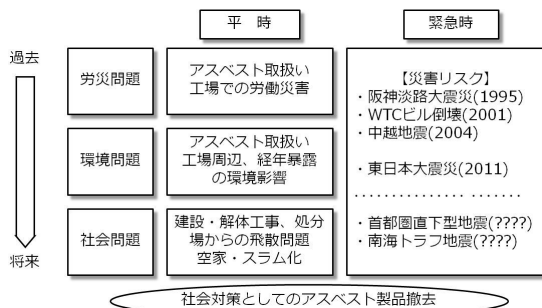 平 時
緊急時
過去
将来
労災問題
アスベスト取扱い
工場での労働災害
環境問題
アスベスト取扱い
工場周辺、経年暴露
の環境影響
社会問題
建設・解体工事、処分
場からの飛散問題
空家・スラム化
【災害リスク】
・阪神淡路大震災(1995)
・WTCビル倒壊(2001)
・中越地震(2004)
・東日本大震災(2011)
・首都圏直下型地震(????)
・南海トラフ地震(????)
社会対策としてのアスベスト製品撤去